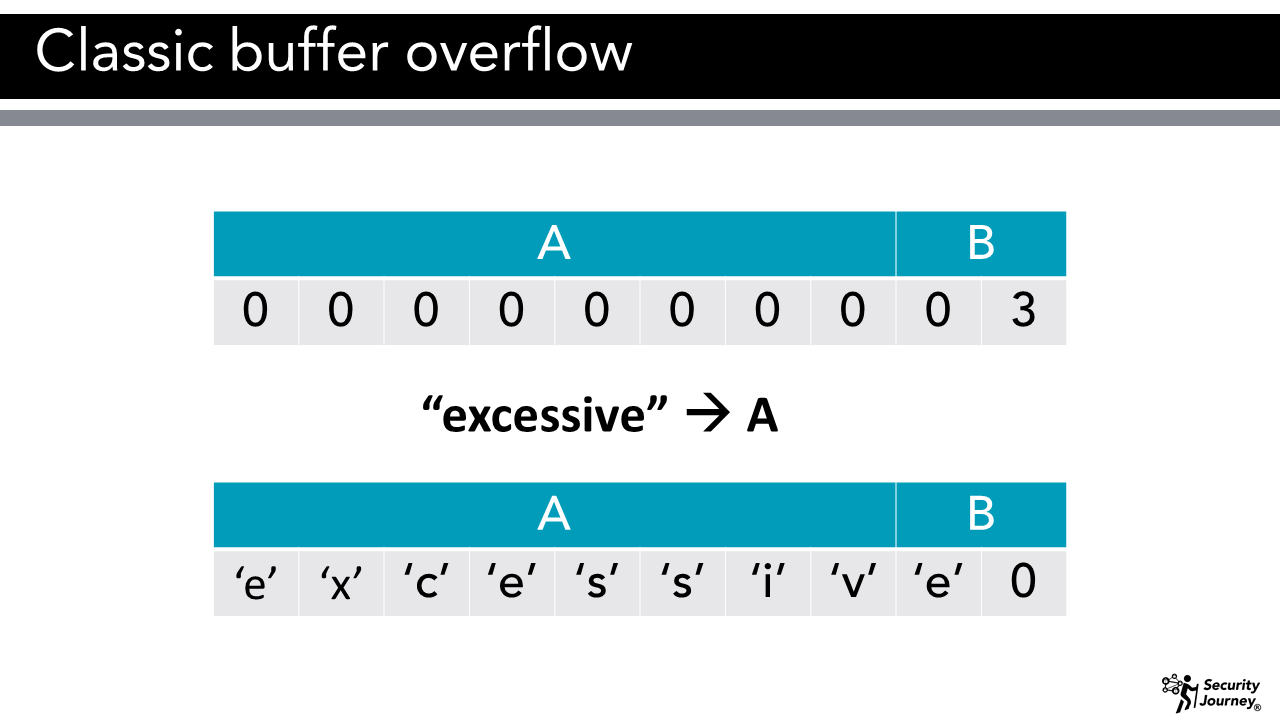 Classic buffer overflow
A B
0 0 0 0 0 0 0 0 0 3
“excessive” → A
A B
‘e’ ‘x’ ‘c’ ‘e’ ‘s’ ‘s’ ‘i’ ‘v’ ‘e’ 0
Security
Journey®